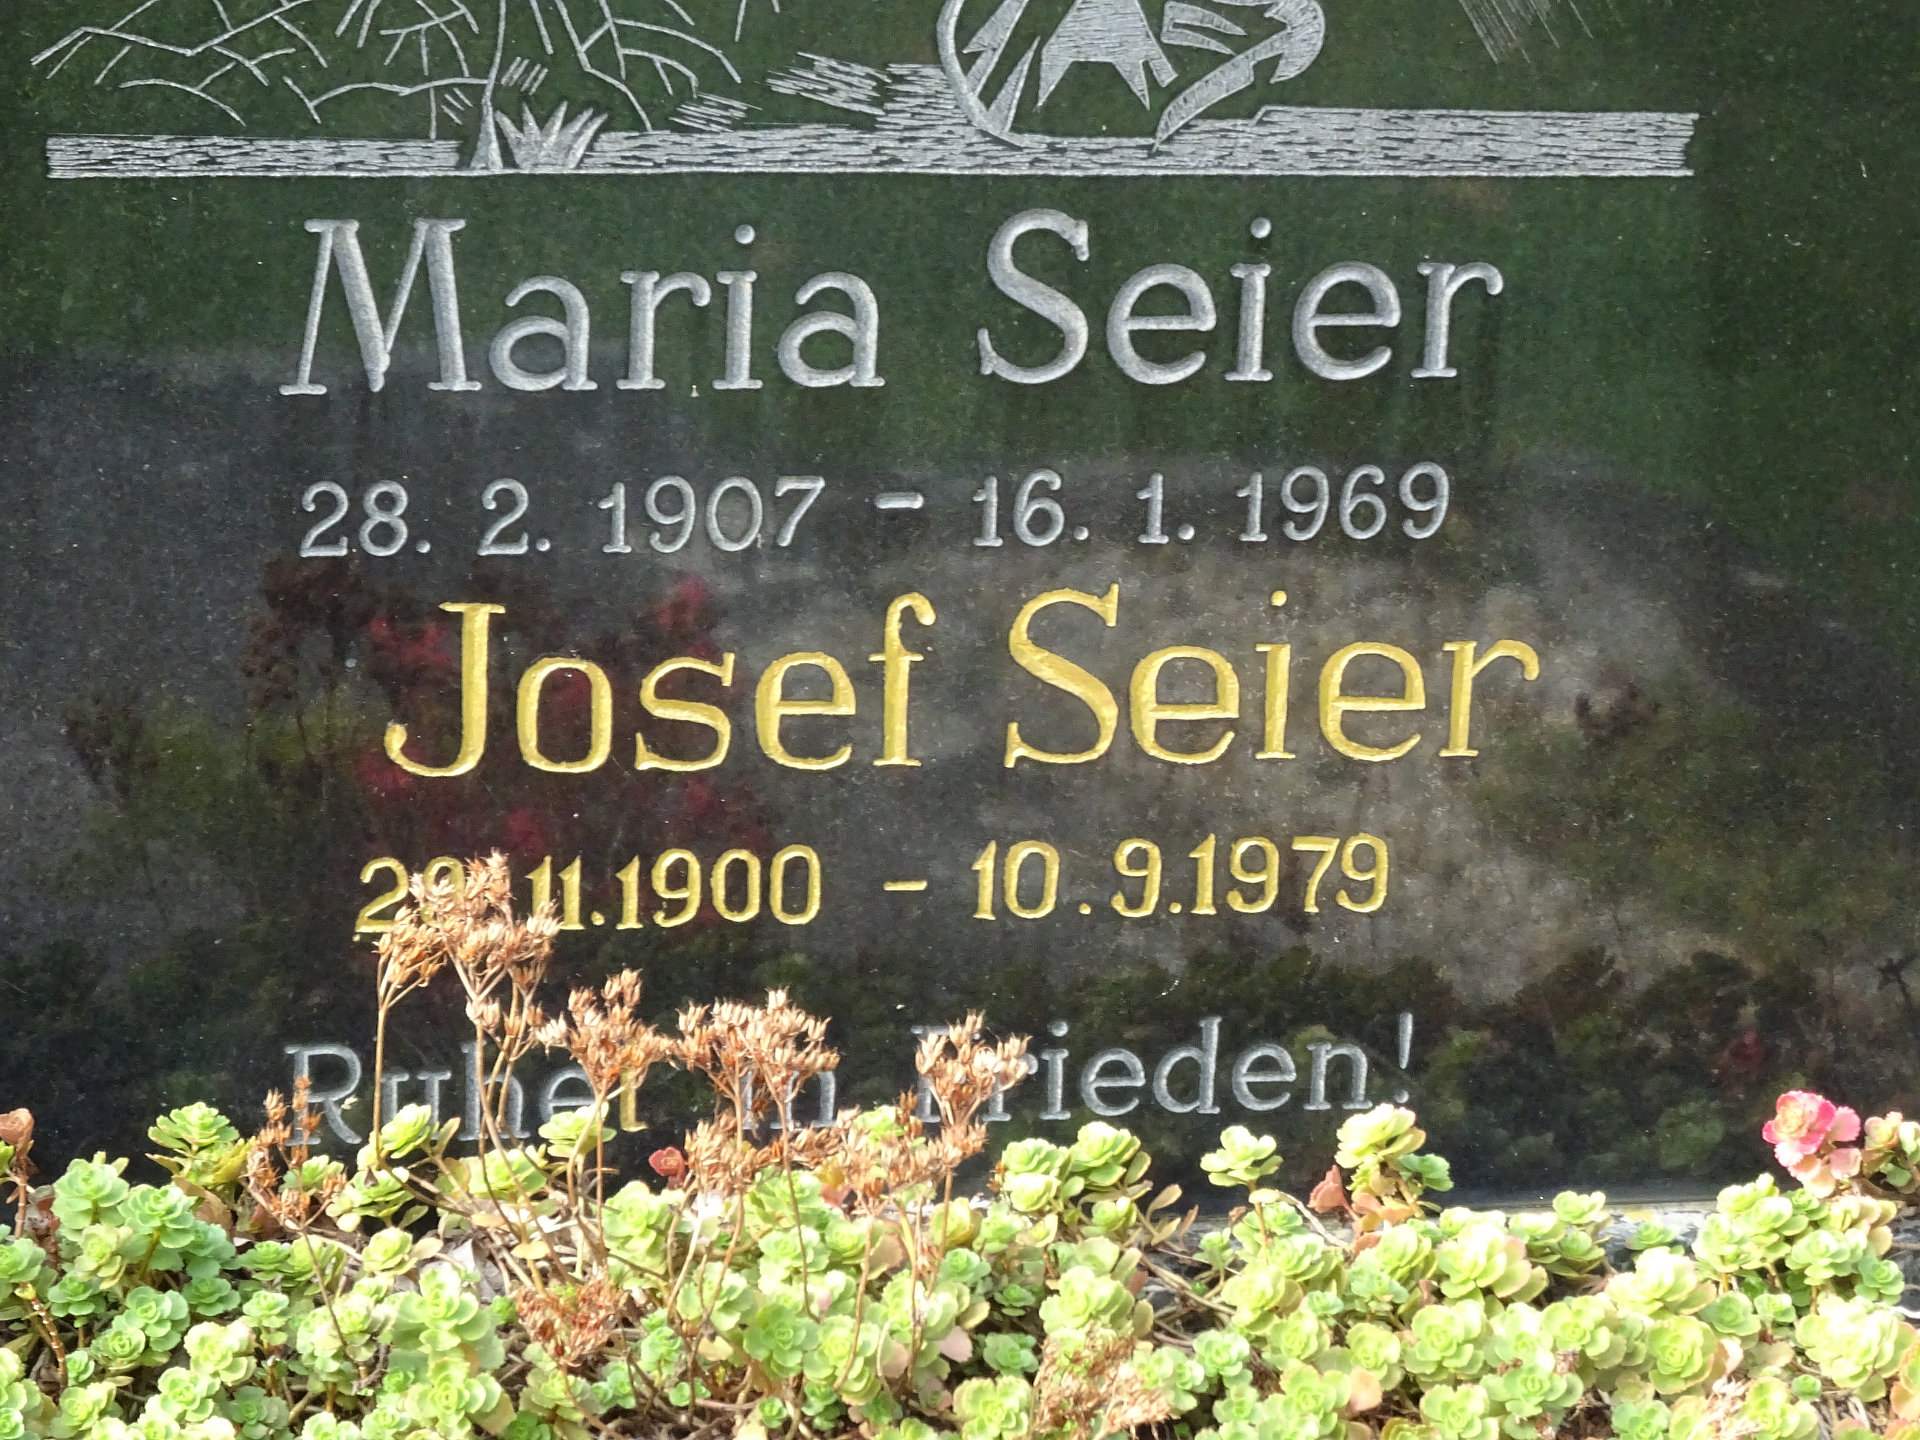 Maria Seier
28. 2. 1907 - 16. 1. 1969
Josef Seier
11.1900 - 10.9.1979
Ruhet in Frieden!